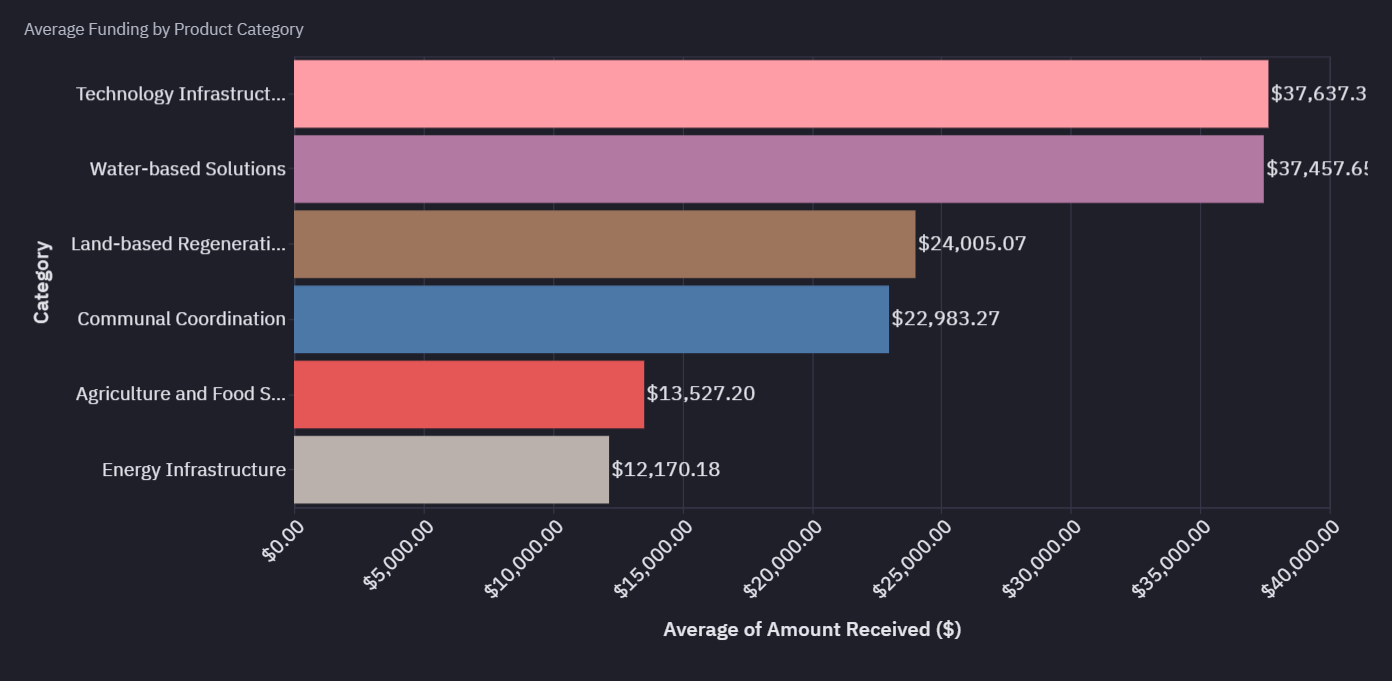 Average Funding by Product Category
Technology Infrastruct...
$37,637.3
Water-based Solutions
$37,457.65
Land-based Regenerati...
$24,005.07
Communal Coordination
$22,983.27
Agriculture and Food S...
$13,527.20
Energy Infrastructure
$12,170.18
Category
$0.00
$5,000.00
$10,000.00
$15,000.00
$20,000.00
$25,000.00
$30,000.00
$35,000.00
$40,000.00
Average of Amount Received ($)